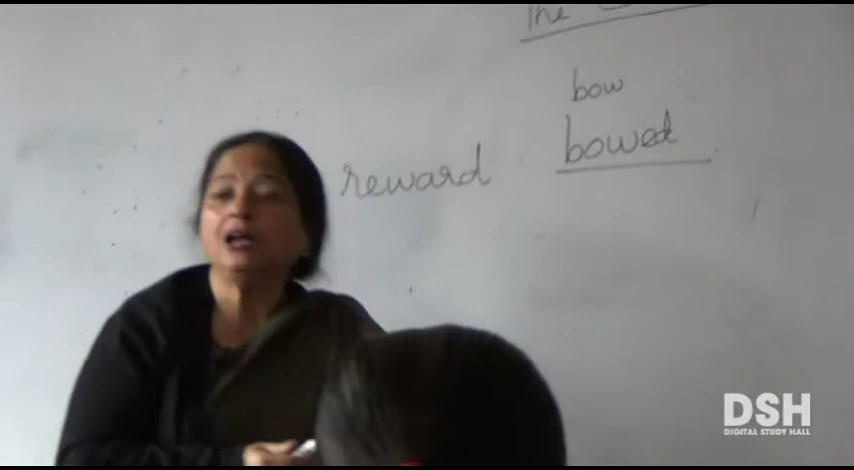 The
bow
bowed
reward
DSH
DIGITAL STUDY HALL